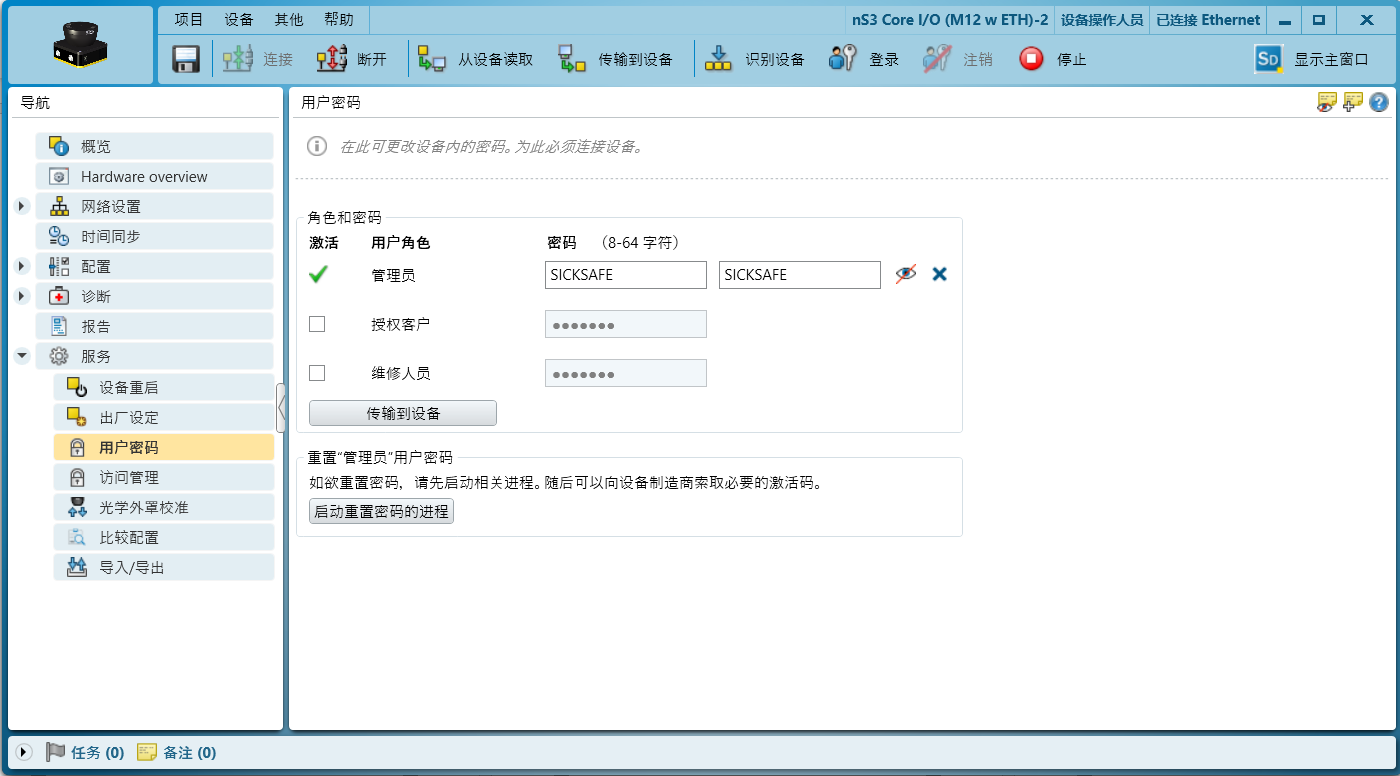 项目 设备 其他 帮助 nS3 Core I/O (M12 w ETH)-2 设备操作人员 已连接 Ethernet
连接 断开 从设备读取 传输到设备 识别设备 登录 注销 停止 SD 显示主窗口
导航
概览
Hardware overview
网络设置
时间同步
配置
诊断
报告
服务
设备重启
出厂设定
用户密码
访问管理
光学外罩校准
比较配置
导入/导出
用户密码
在此可更改设备内的密码。为此必须连接设备。
角色和密码
激活 用户角色 密码 (8-64 字符)
管理员 SICKSAFE SICKSAFE
授权客户 ●●●●●●●
维修人员 ●●●●●●●
传输到设备
重置“管理员”用户密码
如欲重置密码，请先启动相关进程。随后可以向设备制造商索取必要的激活码。
启动重置密码的进程
任务 (0) 备注 (0)